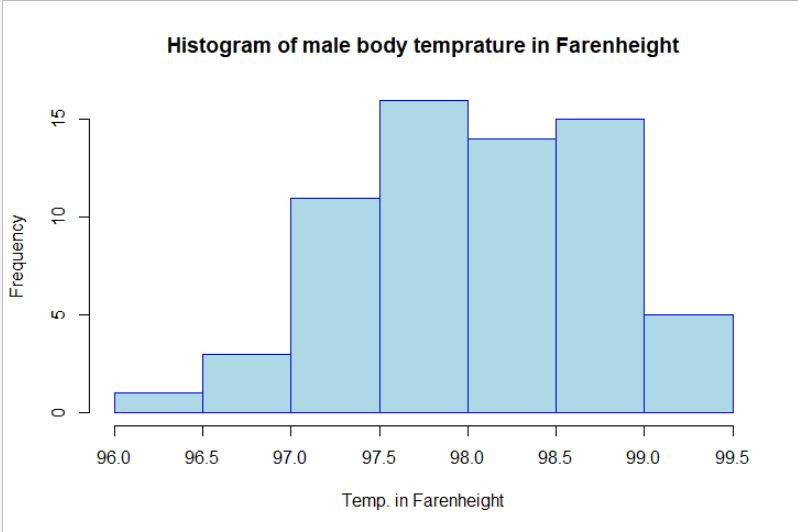 Histogram of male body temprature in Farenheight
Frequency
15
10
5
0
96.0 96.5 97.0 97.5 98.0 98.5 99.0 99.5
Temp. in Farenheight